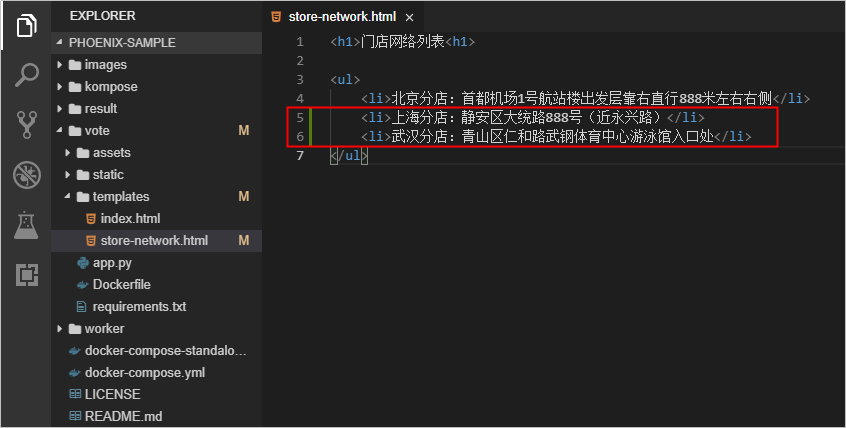 EXPLORER
store-network.html
PHOENIX-SAMPLE
images
kompose
result
vote M
assets
static
templates M
index.html
store-network.html M
app.py
Dockerfile
requirements.txt
worker
docker-compose-standalo...
docker-compose.yml
LICENSE
README.md
1 <h1>门店网络列表<h1>
2
3 <ul>
4 <li>北京分店：首都机场1号航站楼出发层靠右直行888米左右右侧</li>
5 <li>上海分店：静安区大统路888号（近永兴路）</li>
6 <li>武汉分店：青山区仁和路武钢体育中心游泳馆入口处</li>
7 </ul>